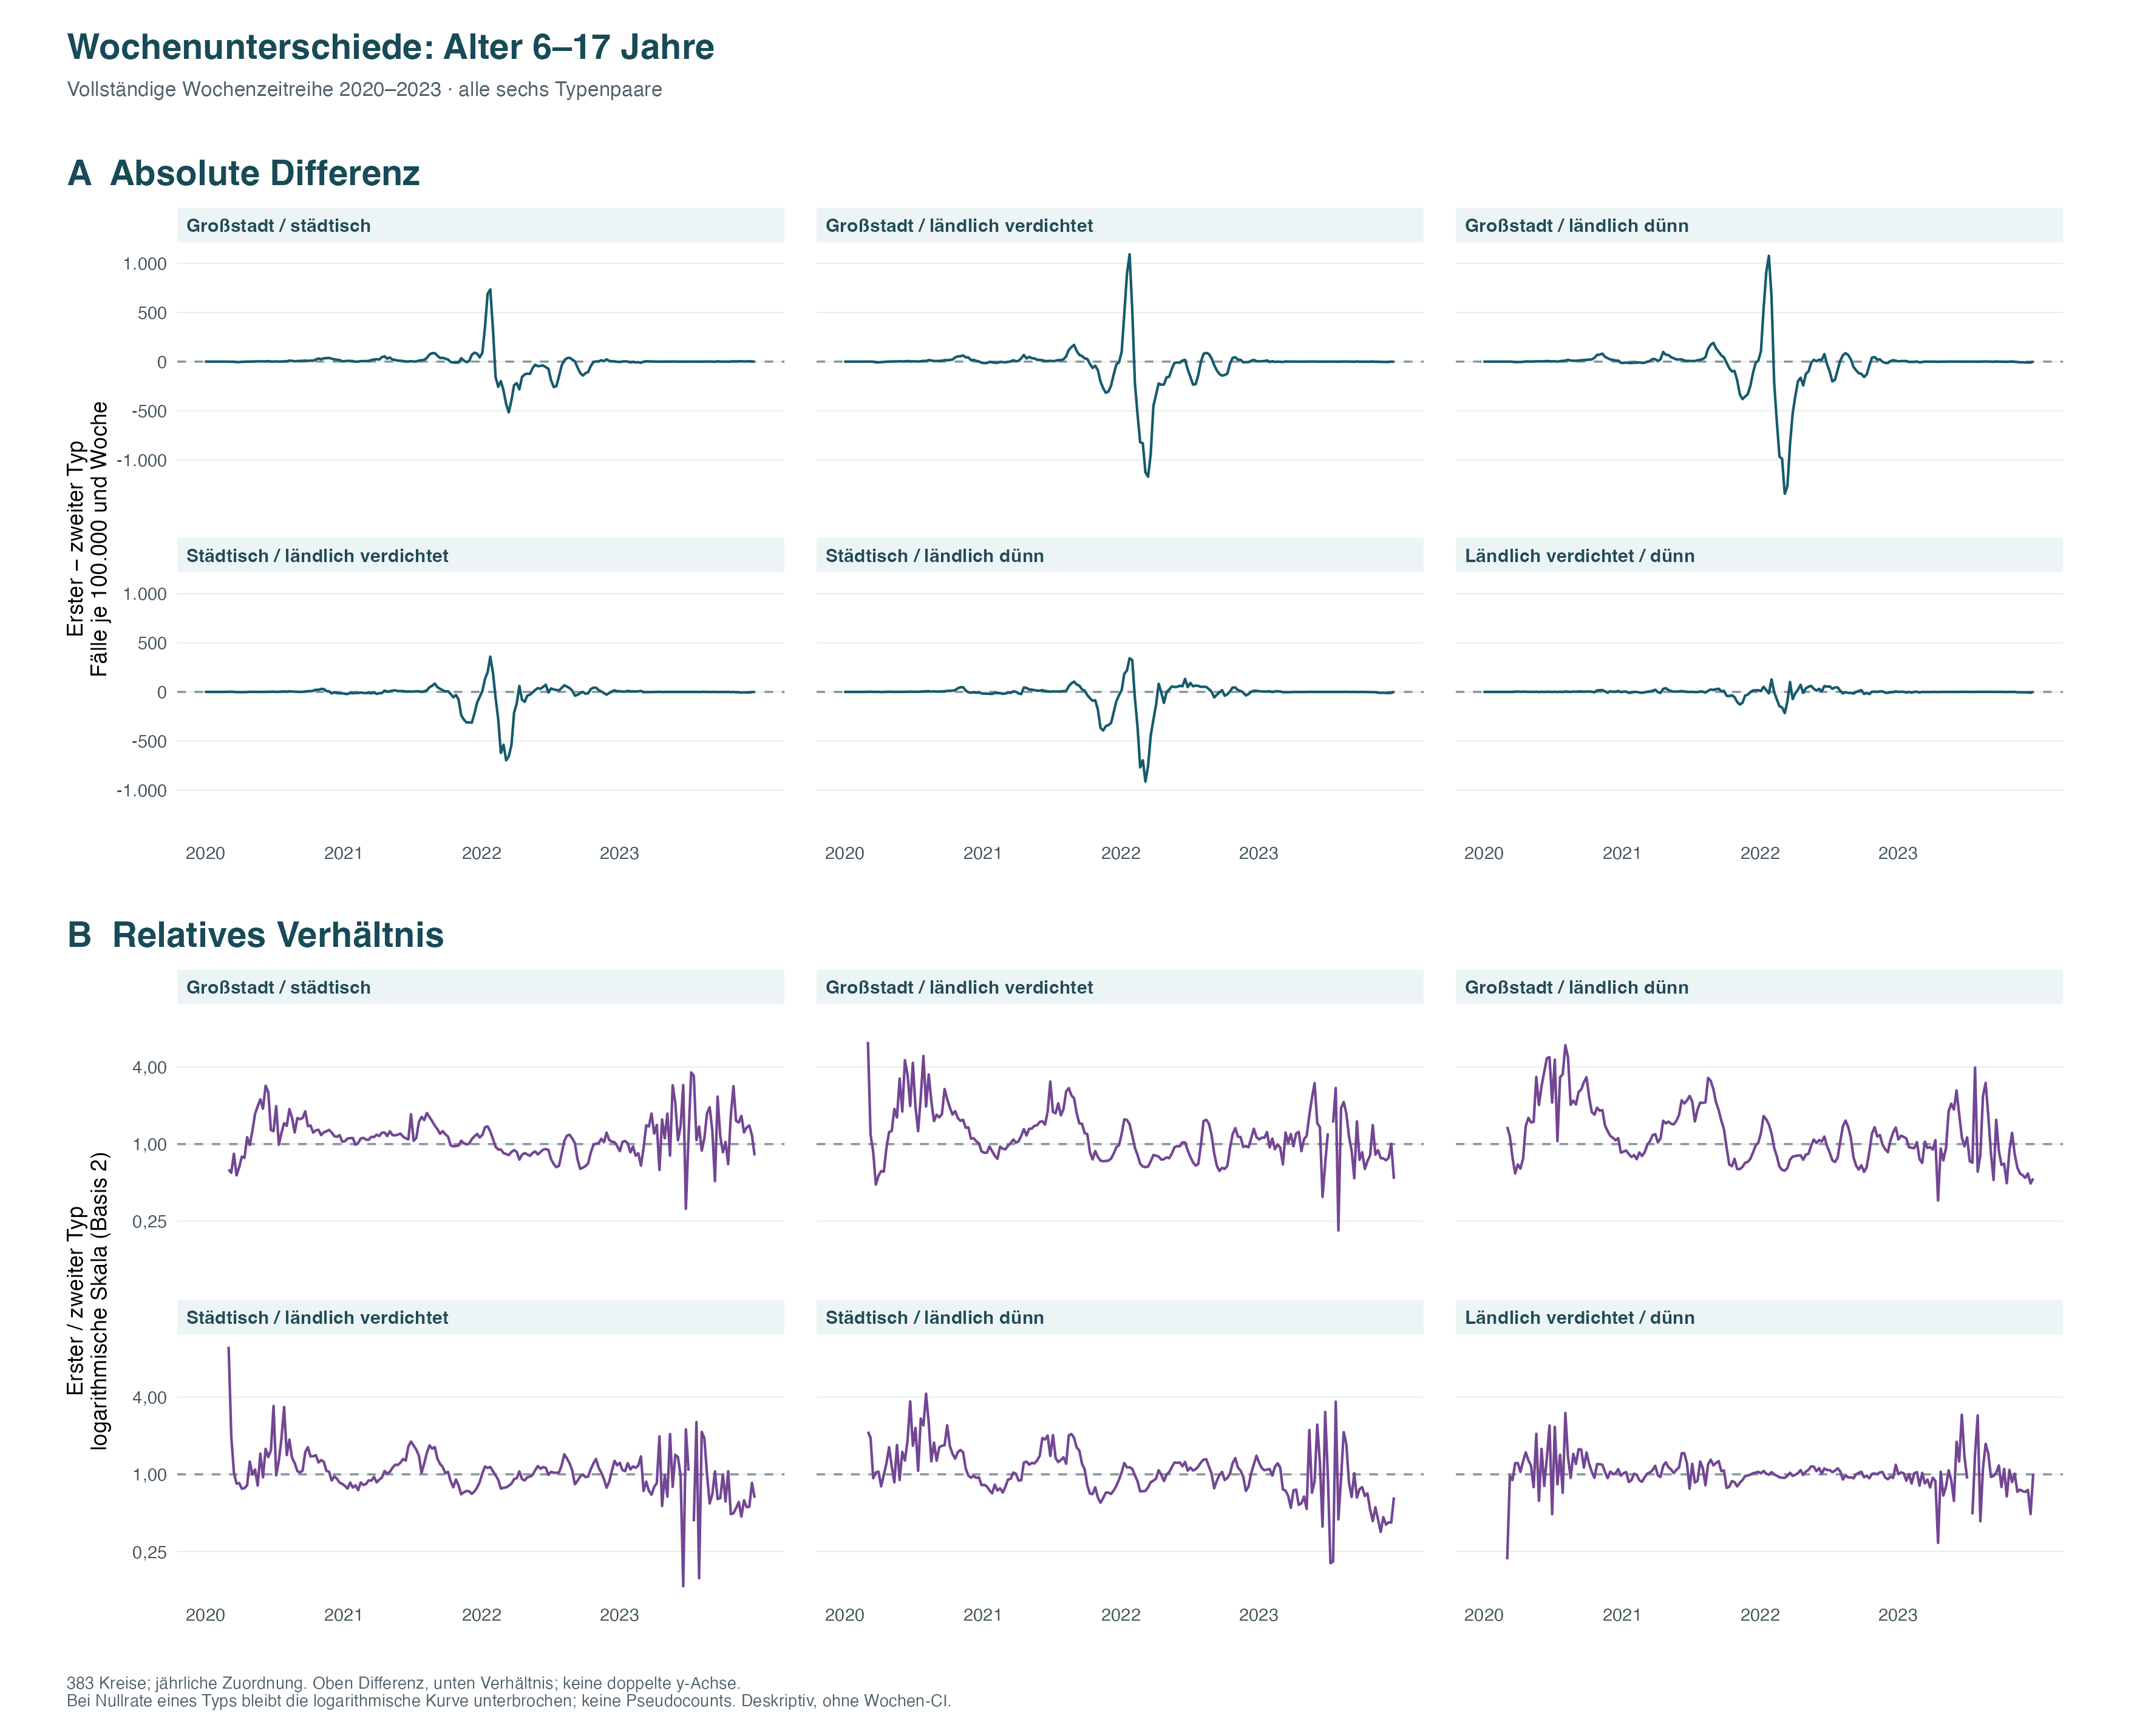 Wochenunterschiede: Alter 6–17 Jahre
Vollständige Wochenzeitreihe 2020–2023 · alle sechs Typenpaare
A Absolute Differenz
Großstadt / städtisch
Großstadt / ländlich verdichtet
Großstadt / ländlich dünn
1.000
500
0
-500
-1.000
Erster – zweiter Typ
Fälle je 100.000 und Woche
Städtisch / ländlich verdichtet
Städtisch / ländlich dünn
Ländlich verdichtet / dünn
1.000
500
0
-500
-1.000
2020 2021 2022 2023
2020 2021 2022 2023
2020 2021 2022 2023
B Relatives Verhältnis
Großstadt / städtisch
Großstadt / ländlich verdichtet
Großstadt / ländlich dünn
4,00
1,00
0,25
Erster / zweiter Typ
logarithmische Skala (Basis 2)
Städtisch / ländlich verdichtet
Städtisch / ländlich dünn
Ländlich verdichtet / dünn
4,00
1,00
0,25
2020 2021 2022 2023
2020 2021 2022 2023
2020 2021 2022 2023
383 Kreise; jährliche Zuordnung. Oben Differenz, unten Verhältnis; keine doppelte y-Achse.
Bei Nullrate eines Typs bleibt die logarithmische Kurve unterbrochen; keine Pseudocounts. Deskriptiv, ohne Wochen-CI.